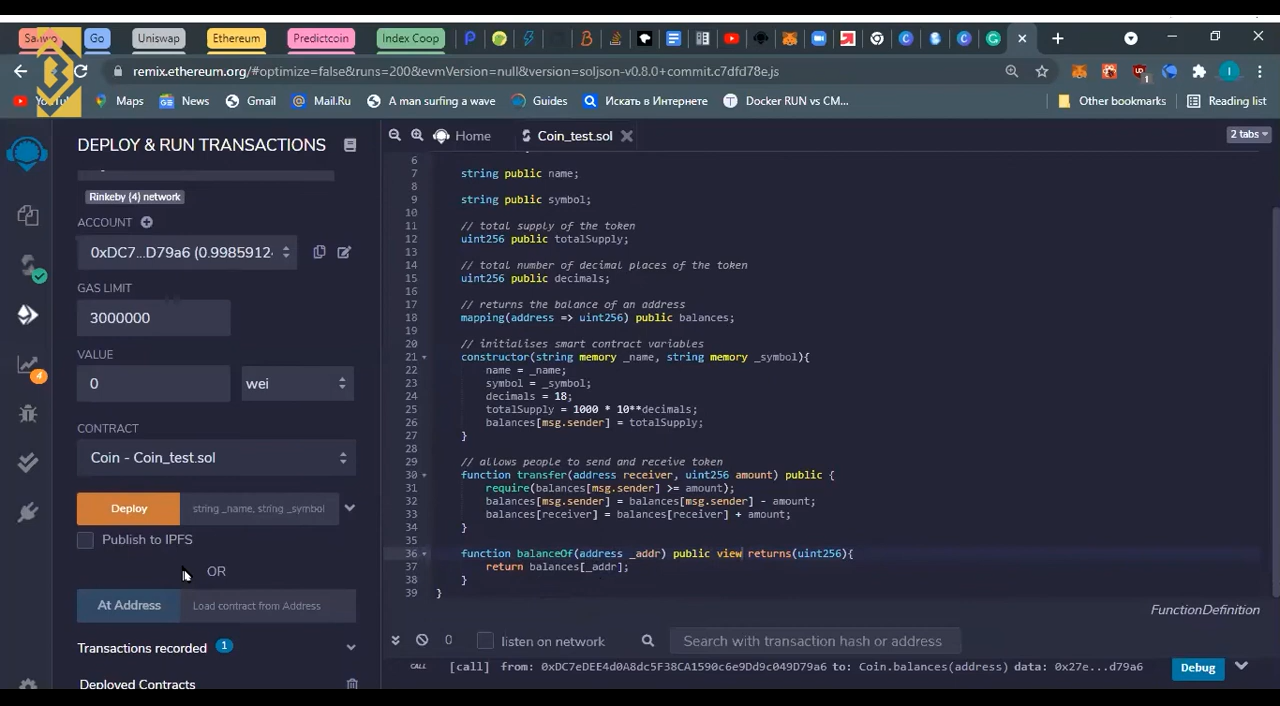 Go
Uniswap
Ethereum
Predictcoin
Index Coop
remix.ethereum.org/#optimize=false&runs=200&evmVersion=null&version=soljson-v0.8.0+commit.c7dfd78e.js
Maps
News
Gmail
Mail.Ru
A man surfing a wave
Guides
Искать в Интернете
Docker RUN vs CM...
Other bookmarks
Reading list
DEPLOY & RUN TRANSACTIONS
Rinkeby (4) network
ACCOUNT
0xDC7...D79a6 (0.9985912
GAS LIMIT
3000000
VALUE
0
wei
CONTRACT
Coin - Coin_test.sol
Deploy
string _name, string _symbol
Publish to IPFS
OR
At Address
Load contract from Address
Transactions recorded 1
Deployed Contracts
4
Home
Coin_test.sol
2 tabs
6
7 string public name;
8
9 string public symbol;
10
11 // total supply of the token
12 uint256 public totalSupply;
13
14 // total number of decimal places of the token
15 uint256 public decimals;
16
17 // returns the balance of an address
18 mapping(address => uint256) public balances;
19
20 // initialises smart contract variables
21 constructor(string memory _name, string memory _symbol){
22 name = _name;
23 symbol = _symbol;
24 decimals = 18;
25 totalSupply = 1000 * 10**decimals;
26 balances[msg.sender] = totalSupply;
27 }
28
29 // allows people to send and receive token
30 function transfer(address receiver, uint256 amount) public {
31 require(balances[msg.sender] >= amount);
32 balances[msg.sender] = balances[msg.sender] - amount;
33 balances[receiver] = balances[receiver] + amount;
34 }
35
36 function balanceOf(address _addr) public view returns(uint256){
37 return balances[_addr];
38 }
39 }
FunctionDefinition
0
listen on network
Search with transaction hash or address
CALL [call] from: 0xDC7eDEE4d0A8dc5F38CA1590c6e9Dd9c049D79a6 to: Coin.balances(address) data: 0x27e...d79a6
Debug